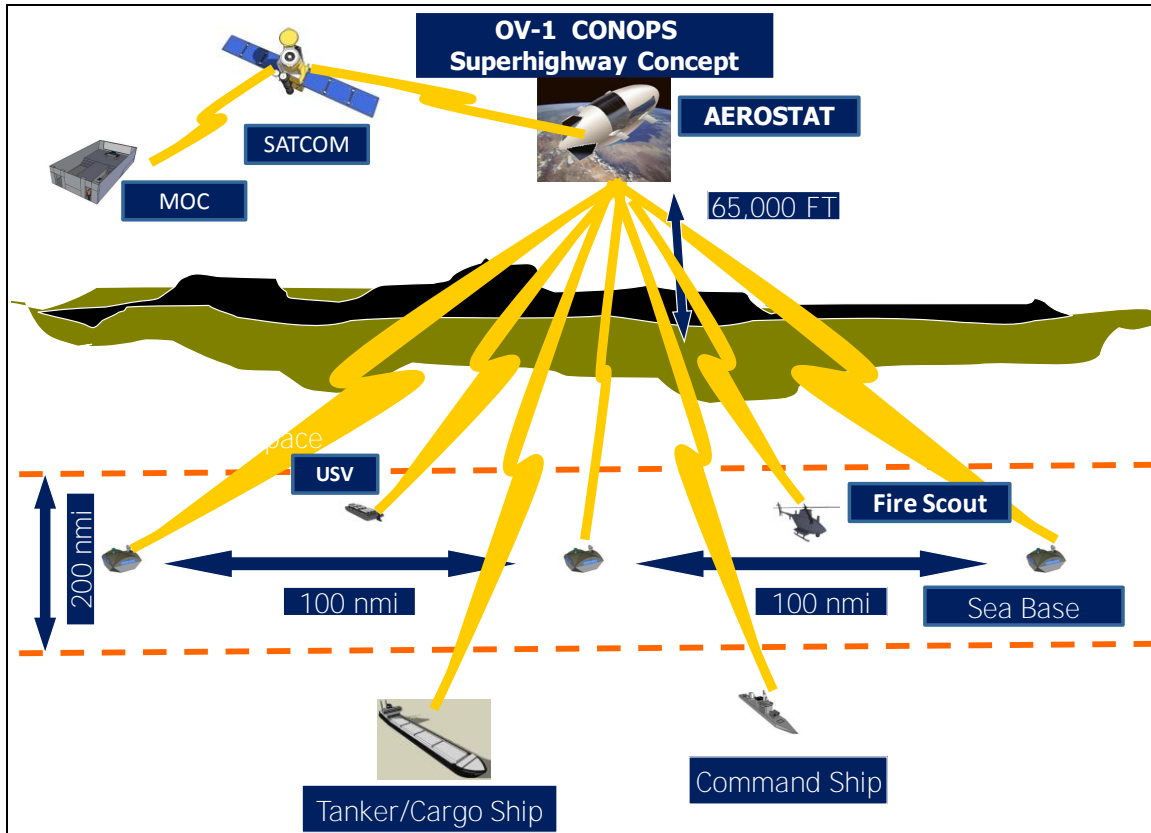 OV-1 CONOPS
Superhighway Concept
AEROSTAT
SATCOM
MOC
65,000 FT
pace
USV
Fire Scout
200 nmi
100 nmi
100 nmi
Sea Base
Command Ship
Tanker/Cargo Ship